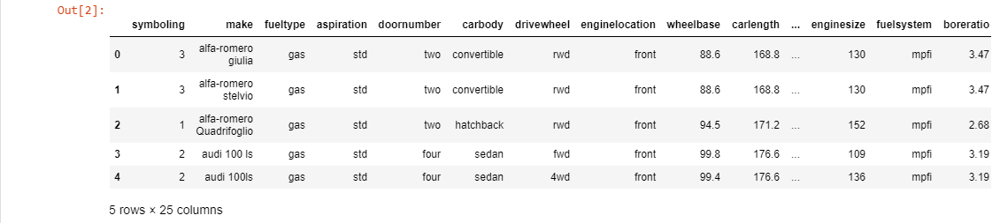 Out[2]:
symboling make fueltype aspiration doornumber carbody drivewheel enginelocation wheelbase carlength ... enginesize fuelsystem boreratio
0 3 alfa-romero giulia gas std two convertible rwd front 88.6 168.8 ... 130 mpfi 3.47
1 3 alfa-romero stelvio gas std two convertible rwd front 88.6 168.8 ... 130 mpfi 3.47
2 1 alfa-romero Quadrifoglio gas std two hatchback rwd front 94.5 171.2 ... 152 mpfi 2.68
3 2 audi 100 ls gas std four sedan fwd front 99.8 176.6 ... 109 mpfi 3.19
4 2 audi 100ls gas std four sedan 4wd front 99.4 176.6 ... 136 mpfi 3.19
5 rows × 25 columns